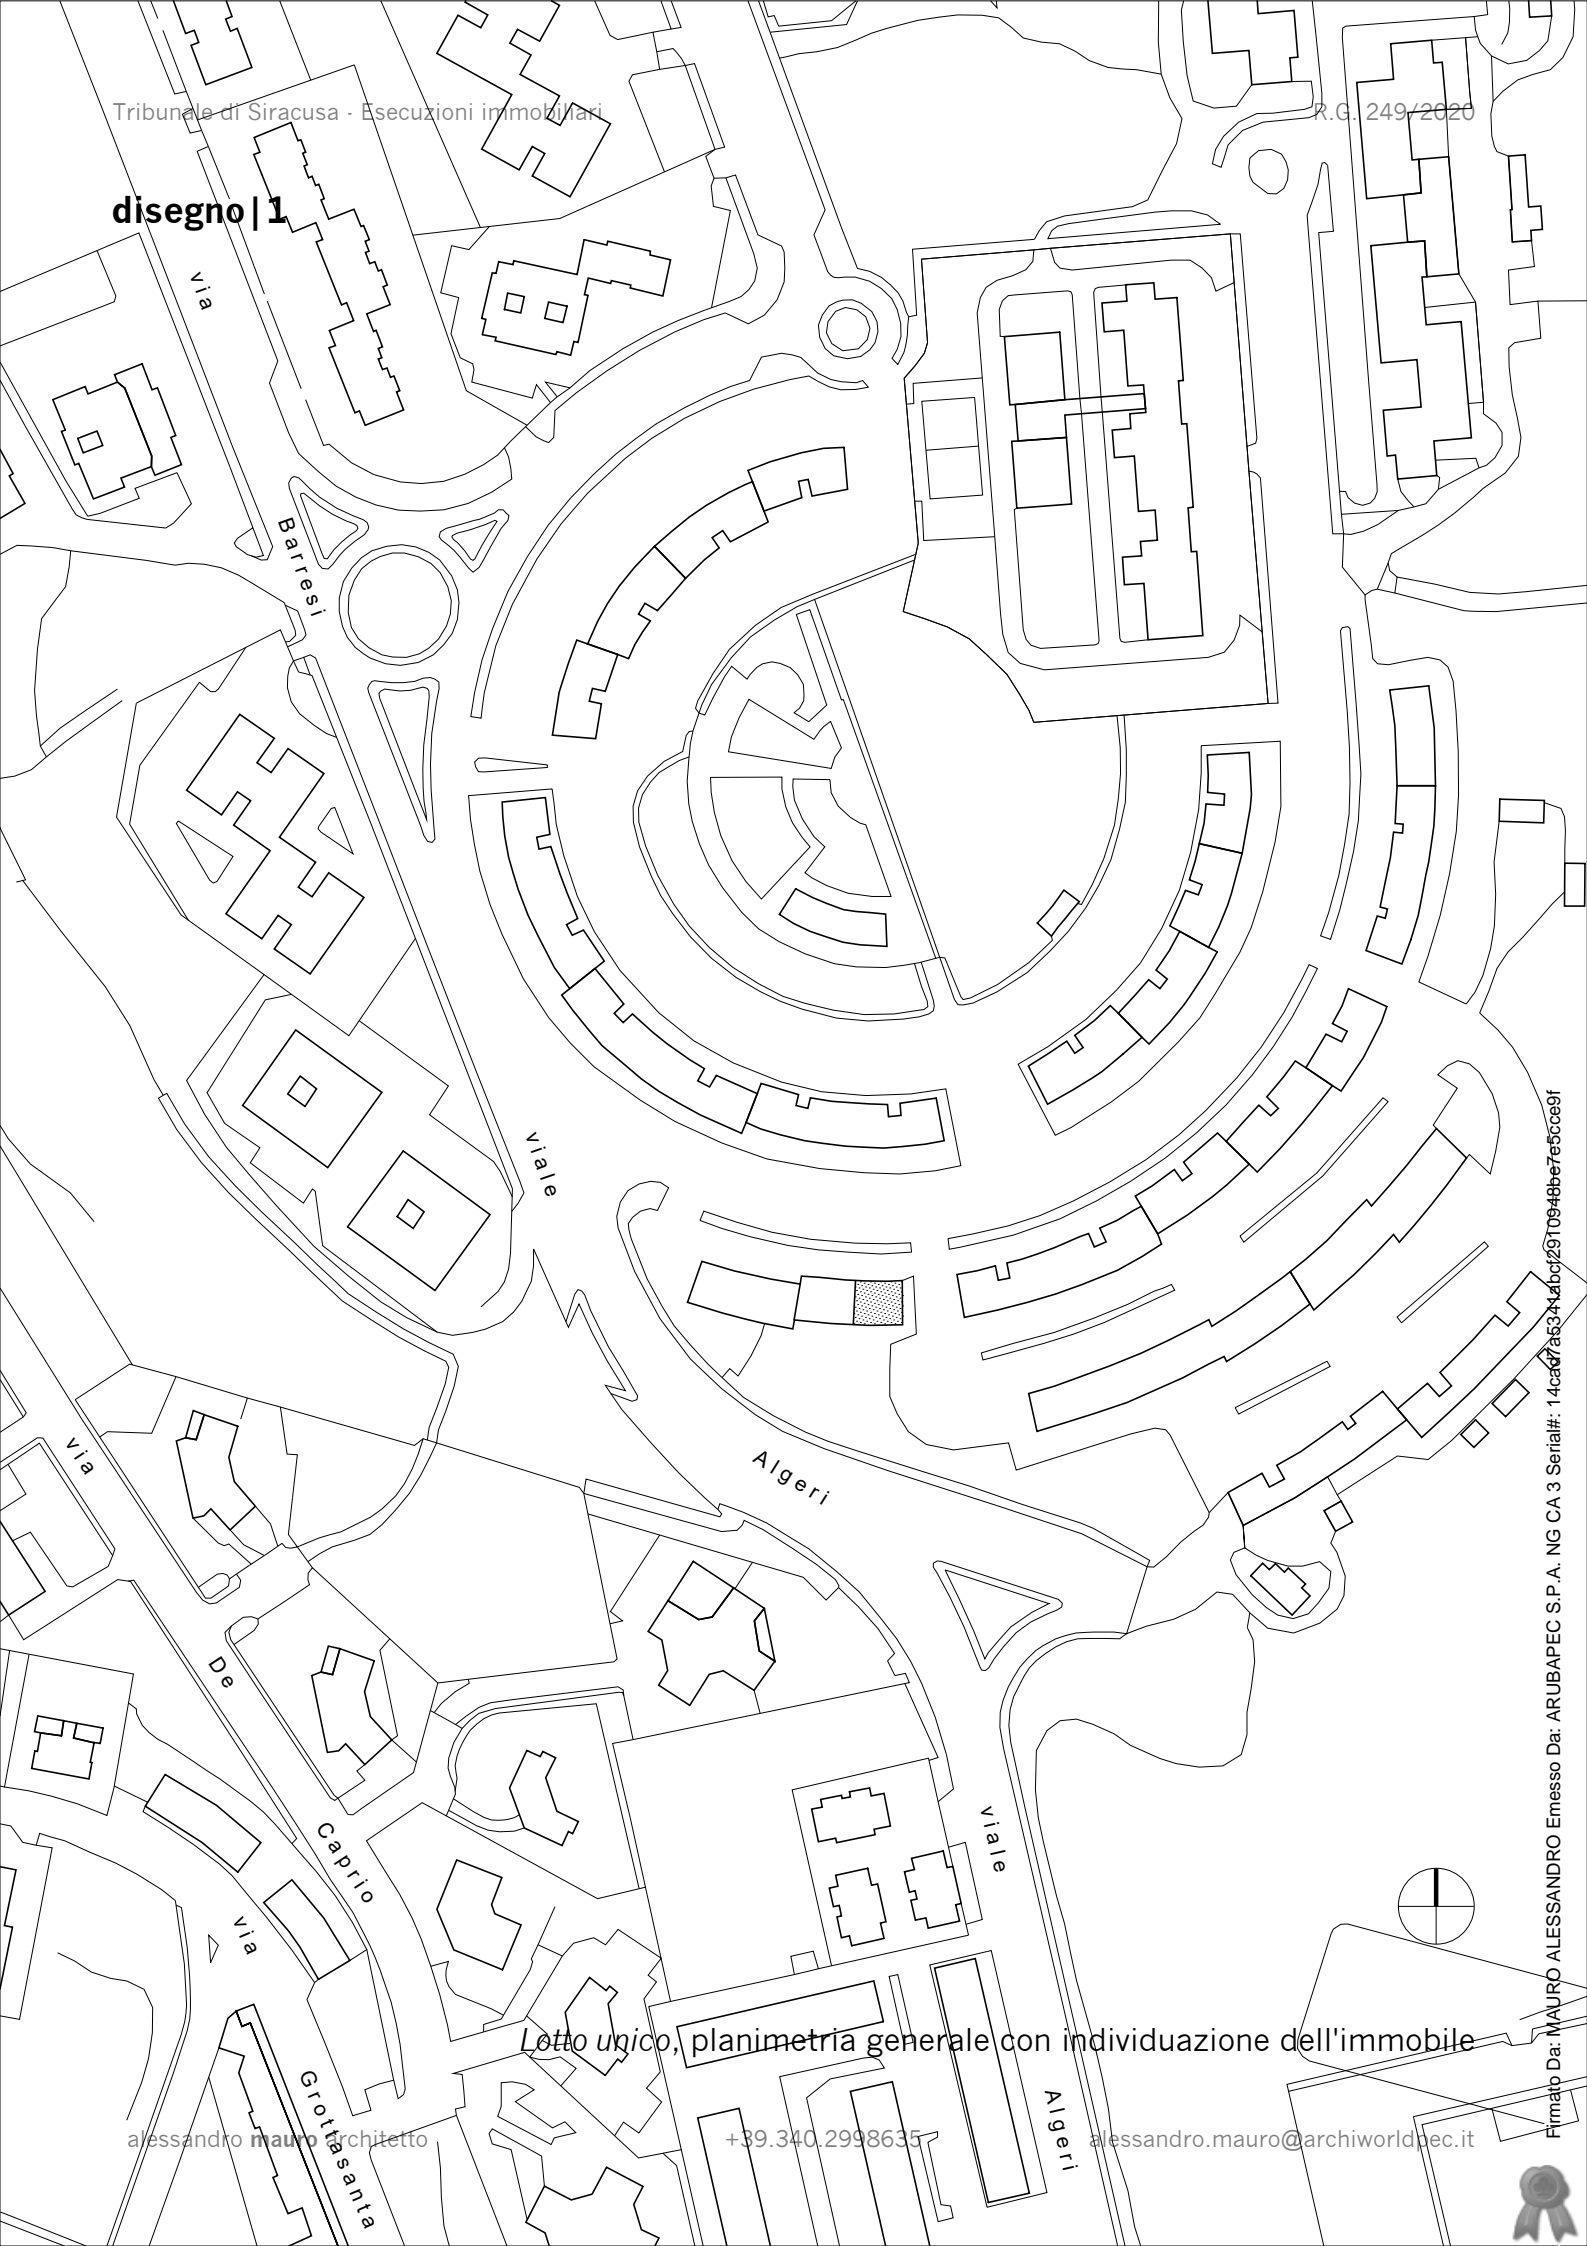 Tribunale di Siracusa - Esecuzioni immobiliari R.G. 249/2020
disegno|1
via
Barresi
viale
Algeri
via
De
Caprio
viale
via
Lotto unico, planimetria generale con individuazione dell'immobile
Grottasanta
Algeri
alessandro mauro architetto +39.340.2998635 alessandro.mauro@archiworldpec.it
Firmato Da: MAURO ALESSANDRO Emesso Da: ARUBAPEC S.P.A. NG CA 3 Serial#: 14cad7a5341abcf2910948be7e5cce9f